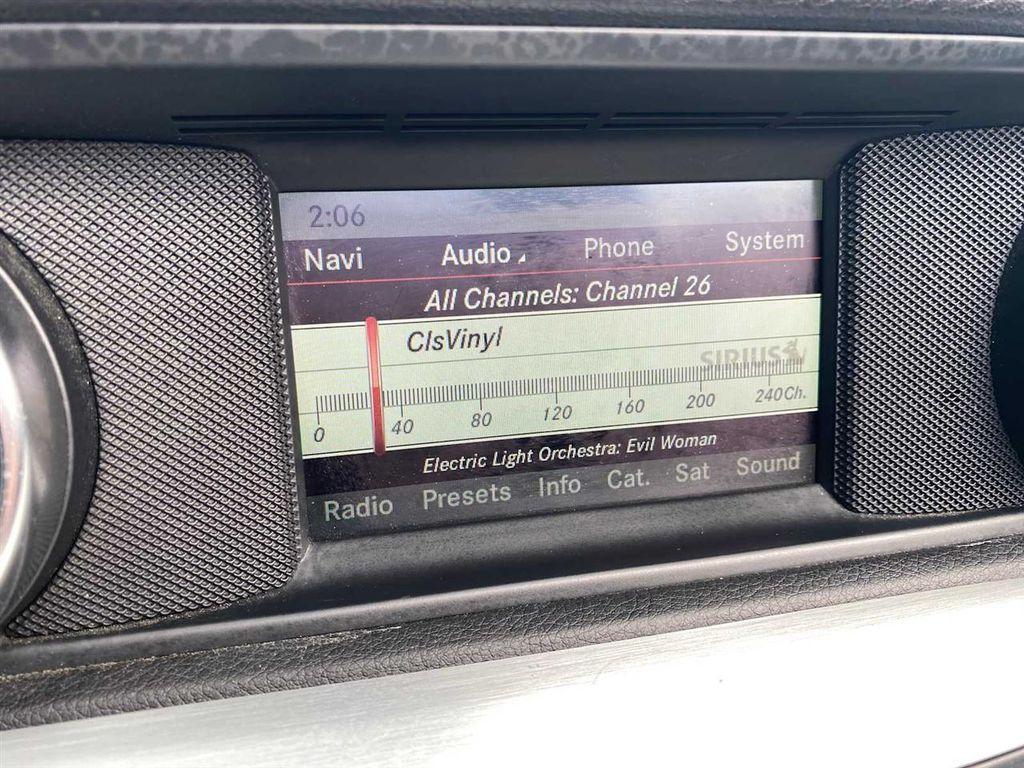 2:06
Navi Audio Phone System
All Channels: Channel 26
ClsVinyl
SIRIUS
0 40 80 120 160 200 240Ch.
Electric Light Orchestra: Evil Woman
Radio Presets Info Cat. Sat Sound